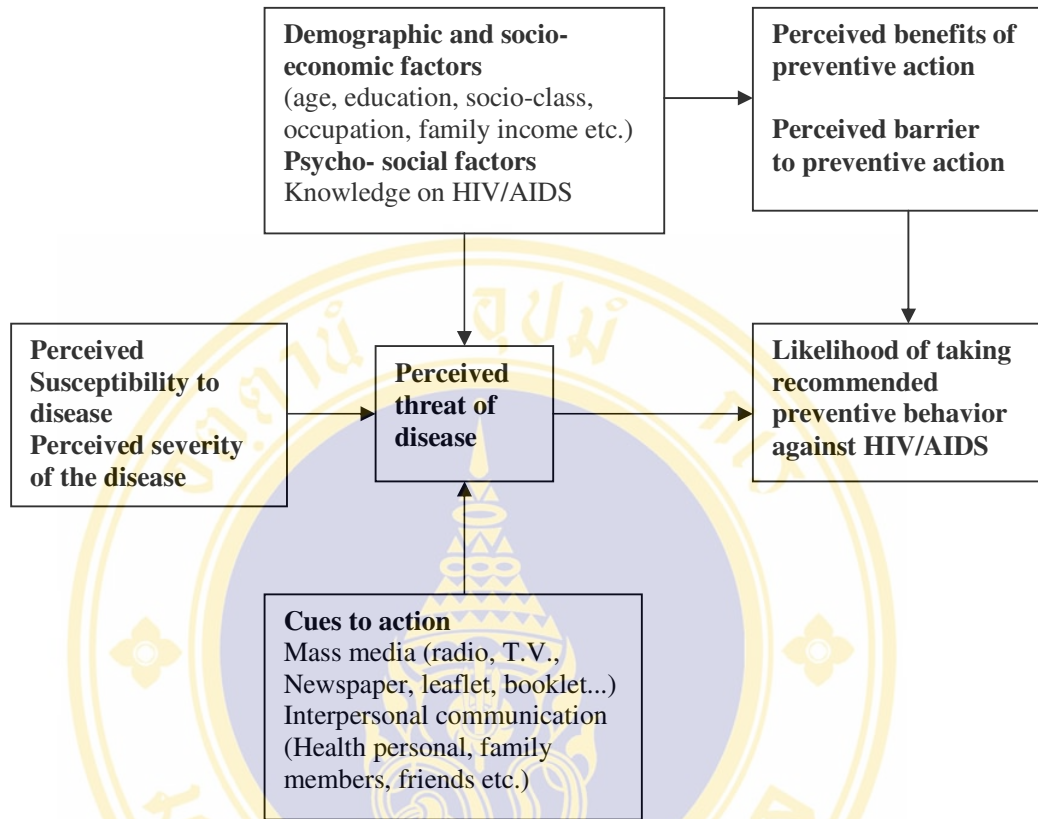 Demographic and socio-
economic factors
(age, education, socio-class,
occupation, family income etc.)
Psycho- social factors
Knowledge on HIV/AIDS
Perceived benefits of
preventive action
Perceived barrier
to preventive action
Perceived
Susceptibility to
disease
Perceived severity
of the disease
Perceived
threat of
disease
Likelihood of taking
recommended
preventive behavior
against HIV/AIDS
Cues to action
Mass media (radio, T.V.,
Newspaper, leaflet, booklet...)
Interpersonal communication
(Health personal, family
members, friends etc.)